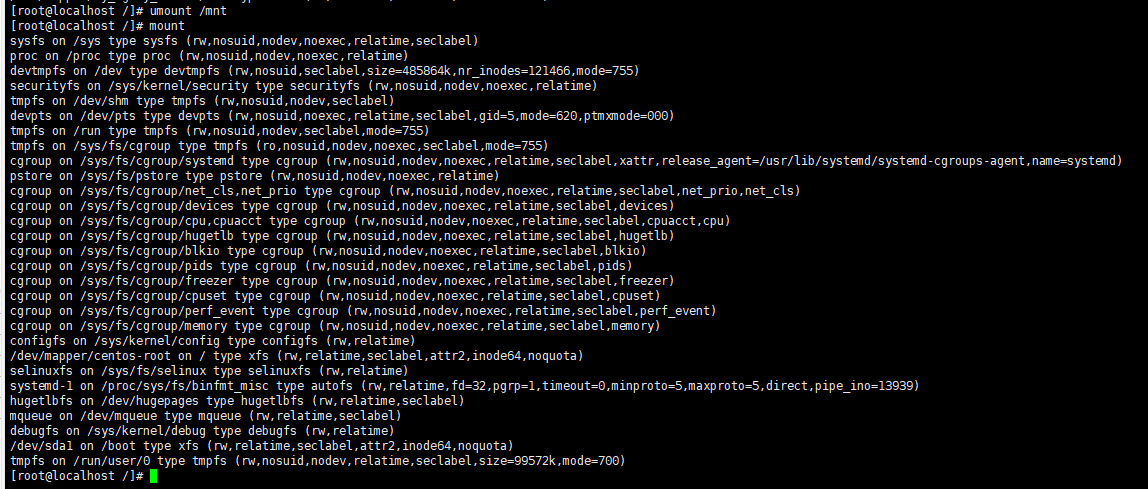 [root@localhost /]# umount /mnt
[root@localhost /]# mount
sysfs on /sys type sysfs (rw,nosuid,nodev,noexec,relatime,seclabel)
proc on /proc type proc (rw,nosuid,nodev,noexec,relatime)
devtmpfs on /dev type devtmpfs (rw,nosuid,seclabel,size=485864k,nr_inodes=121466,mode=755)
securityfs on /sys/kernel/security type securityfs (rw,nosuid,nodev,noexec,relatime)
tmpfs on /dev/shm type tmpfs (rw,nosuid,nodev,seclabel)
devpts on /dev/pts type devpts (rw,nosuid,noexec,relatime,seclabel,gid=5,mode=620,ptmxmode=000)
tmpfs on /run type tmpfs (rw,nosuid,nodev,seclabel,mode=755)
tmpfs on /sys/fs/cgroup type tmpfs (ro,nosuid,nodev,noexec,seclabel,mode=755)
cgroup on /sys/fs/cgroup/systemd type cgroup (rw,nosuid,nodev,noexec,relatime,seclabel,xattr,release_agent=/usr/lib/systemd/systemd-cgroups-agent,name=systemd)
pstore on /sys/fs/pstore type pstore (rw,nosuid,nodev,noexec,relatime)
cgroup on /sys/fs/cgroup/net_cls,net_prio type cgroup (rw,nosuid,nodev,noexec,relatime,seclabel,net_prio,net_cls)
cgroup on /sys/fs/cgroup/devices type cgroup (rw,nosuid,nodev,noexec,relatime,seclabel,devices)
cgroup on /sys/fs/cgroup/cpu,cpuacct type cgroup (rw,nosuid,nodev,noexec,relatime,seclabel,cpuacct,cpu)
cgroup on /sys/fs/cgroup/hugetlb type cgroup (rw,nosuid,nodev,noexec,relatime,seclabel,hugetlb)
cgroup on /sys/fs/cgroup/blkio type cgroup (rw,nosuid,nodev,noexec,relatime,seclabel,blkio)
cgroup on /sys/fs/cgroup/pids type cgroup (rw,nosuid,nodev,noexec,relatime,seclabel,pids)
cgroup on /sys/fs/cgroup/freezer type cgroup (rw,nosuid,nodev,noexec,relatime,seclabel,freezer)
cgroup on /sys/fs/cgroup/cpuset type cgroup (rw,nosuid,nodev,noexec,relatime,seclabel,cpuset)
cgroup on /sys/fs/cgroup/perf_event type cgroup (rw,nosuid,nodev,noexec,relatime,seclabel,perf_event)
cgroup on /sys/fs/cgroup/memory type cgroup (rw,nosuid,nodev,noexec,relatime,seclabel,memory)
configfs on /sys/kernel/config type configfs (rw,relatime)
/dev/mapper/centos-root on / type xfs (rw,relatime,seclabel,attr2,inode64,noquota)
selinuxfs on /sys/fs/selinux type selinuxfs (rw,relatime)
systemd-1 on /proc/sys/fs/binfmt_misc type autofs (rw,relatime,fd=32,pgrp=1,timeout=0,minproto=5,maxproto=5,direct,pipe_ino=13939)
hugetlbfs on /dev/hugepages type hugetlbfs (rw,relatime,seclabel)
mqueue on /dev/mqueue type mqueue (rw,relatime,seclabel)
debugfs on /sys/kernel/debug type debugfs (rw,relatime)
/dev/sda1 on /boot type xfs (rw,relatime,seclabel,attr2,inode64,noquota)
tmpfs on /run/user/0 type tmpfs (rw,nosuid,nodev,relatime,seclabel,size=99572k,mode=700)
[root@localhost /]#